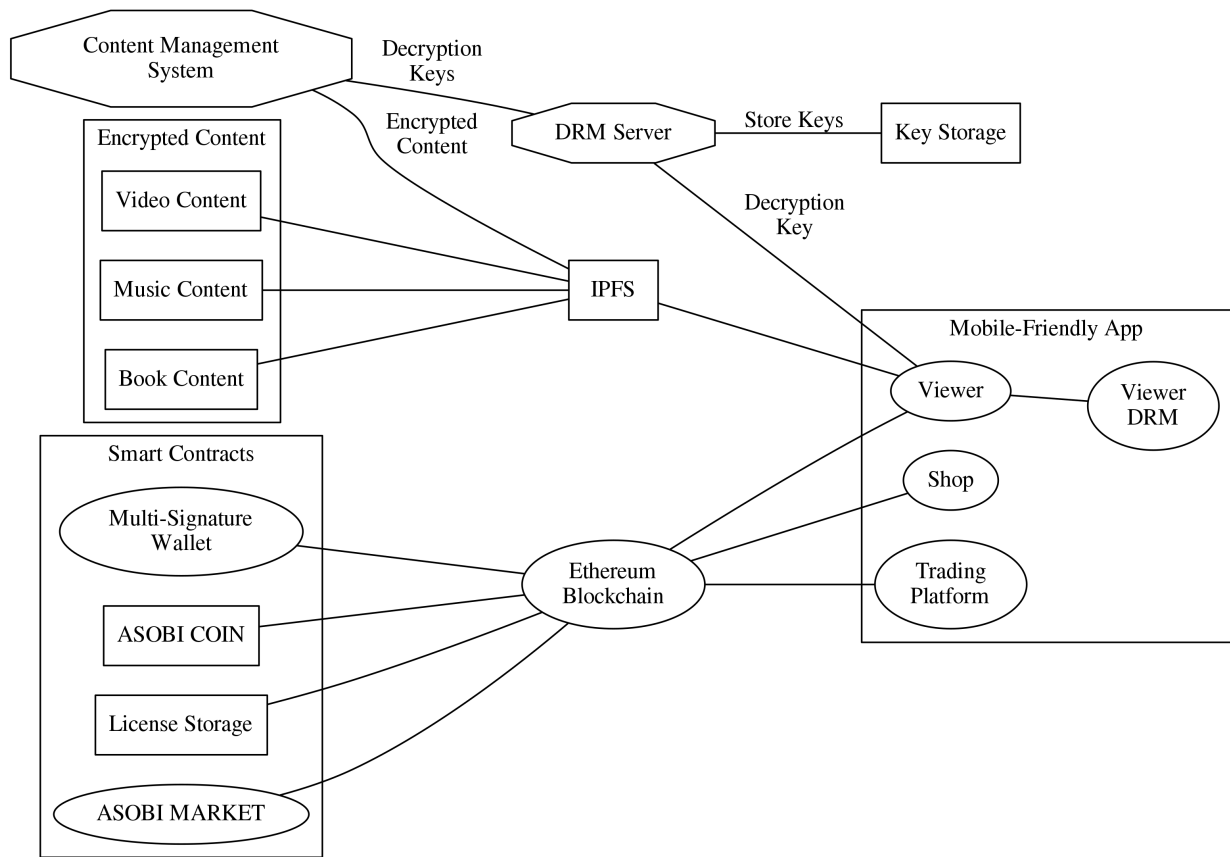 Content Management
System
Decryption
Keys
Encrypted
Content
DRM Server
Store Keys
Key Storage
Encrypted Content
Video Content
Music Content
Book Content
IPFS
Decryption
Key
Mobile-Friendly App
Viewer
Viewer
DRM
Shop
Trading
Platform
Smart Contracts
Multi-Signature
Wallet
ASOBI COIN
License Storage
ASOBI MARKET
Ethereum
Blockchain